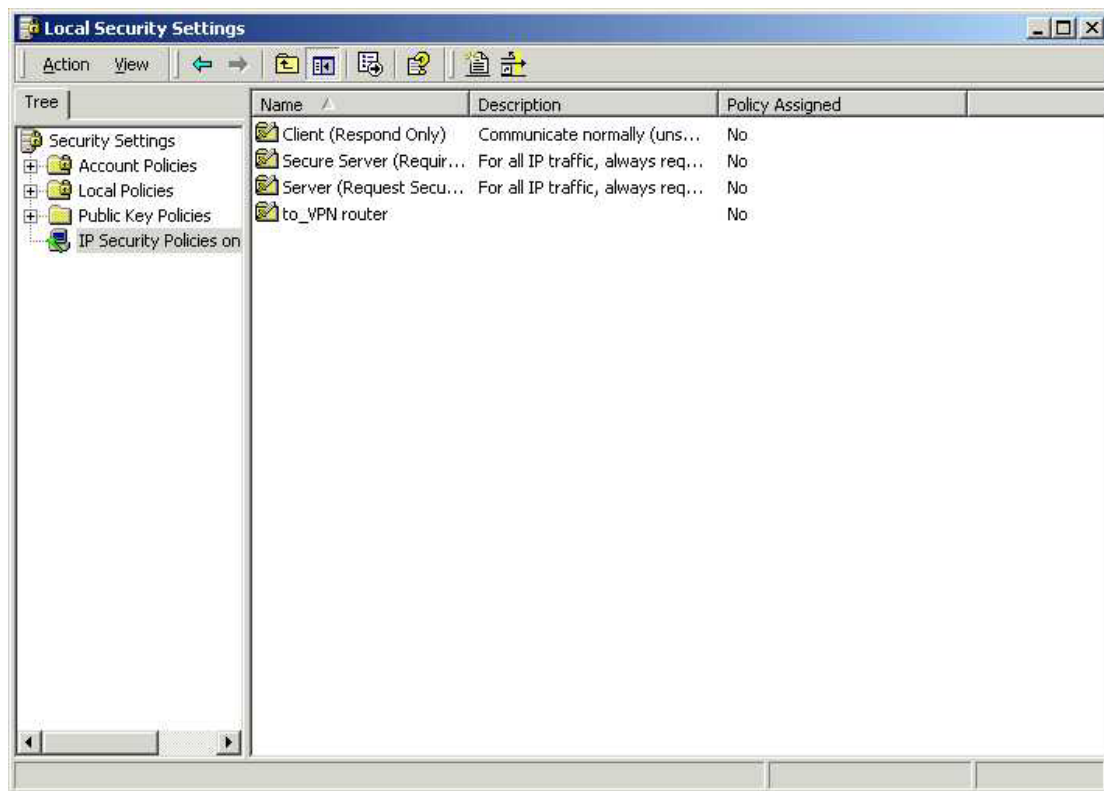 Local Security Settings
Action View
Tree
Name Description Policy Assigned
Security Settings
Account Policies
Local Policies
Public Key Policies
IP Security Policies on
Client (Respond Only) Communicate normally (uns... No
Secure Server (Requir... For all IP traffic, always req... No
Server (Request Secu... For all IP traffic, always req... No
to_VPN router No